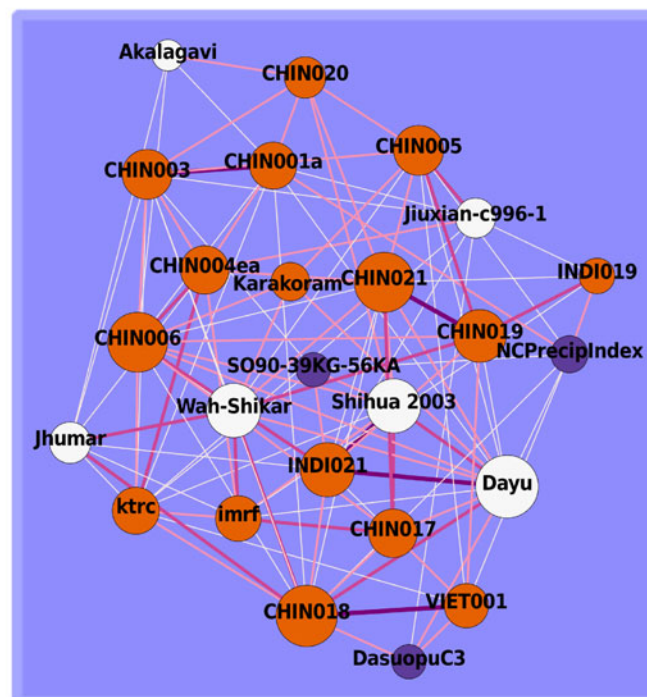 Akalagavi
CHIN020
CHIN005
CHIN003
CHIN001a
Jiuxian-c996-1
CHIN004ea
INDI019
CHIN021
Karakoram
CHIN006
CHIN019
NCPrecipIndex
SO90-39KG-56KA
Wah-Shikar
Shihua 2003
Jhumar
INDI021
Dayu
ktrc
imrf
CHIN017
VIET001
CHIN018
DasuopuC3